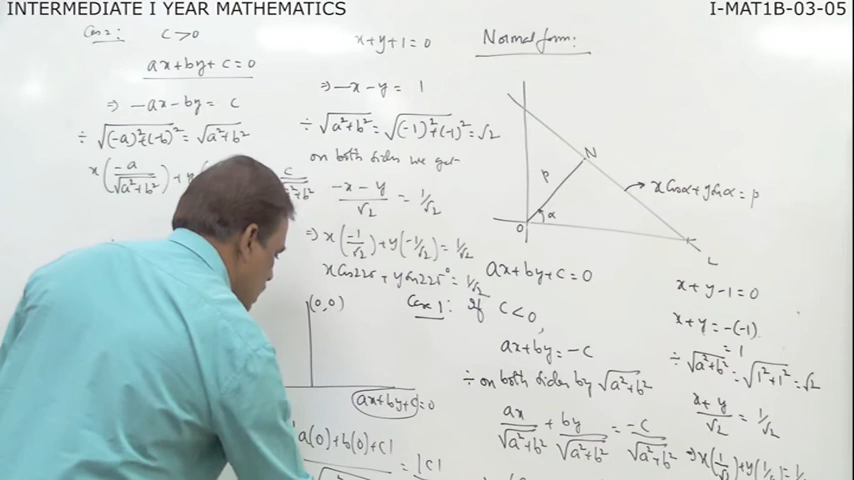 INTERMEDIATE I YEAR MATHEMATICS
I-MAT1B-03-05
Case 2: C>0
ax+by+c=0
⇒ -ax-by = c
÷ √(-a)²+(-b)² = √a²+b²
x(-a/√a²+b²)+y
c/√a²+b²
x+y+1=0
⇒ -x-y = 1
÷ √a²+b² = √(-1)²+(-1)² = √2
on both sides we get
-x-y/√2 = 1/√2
⇒ x(-1/√2)+y(-1/√2) = 1/√2
x Cos225 + y Sin225° = 1/√2
(0,0)
ax+by+c=0
|a(0)+b(0)+c|
= |c|
Normal form:
N
P
α
O
L
x Cosα + y Sinα = p
ax+by+c=0
Case 1: if C<0,
ax+by = -c
÷ on both sides by √a²+b²
ax/√a²+b² + by/√a²+b² = -c/√a²+b²
x+y-1=0
x+y = -(-1)
= 1
÷ √a²+b² = √1²+1² = √2
x+y/√2 = 1/√2
⇒ x(1/√2)+y(1/√2)=1/